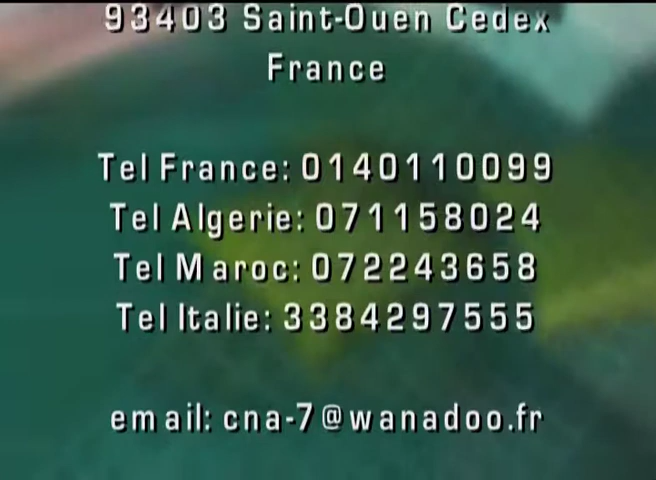 93403 Saint-Ouen Cedex
France
Tel France: 0140110099
Tel Algerie: 071158024
Tel Maroc: 072243658
Tel Italie: 3384297555
email: cna-7@wanadoo.fr